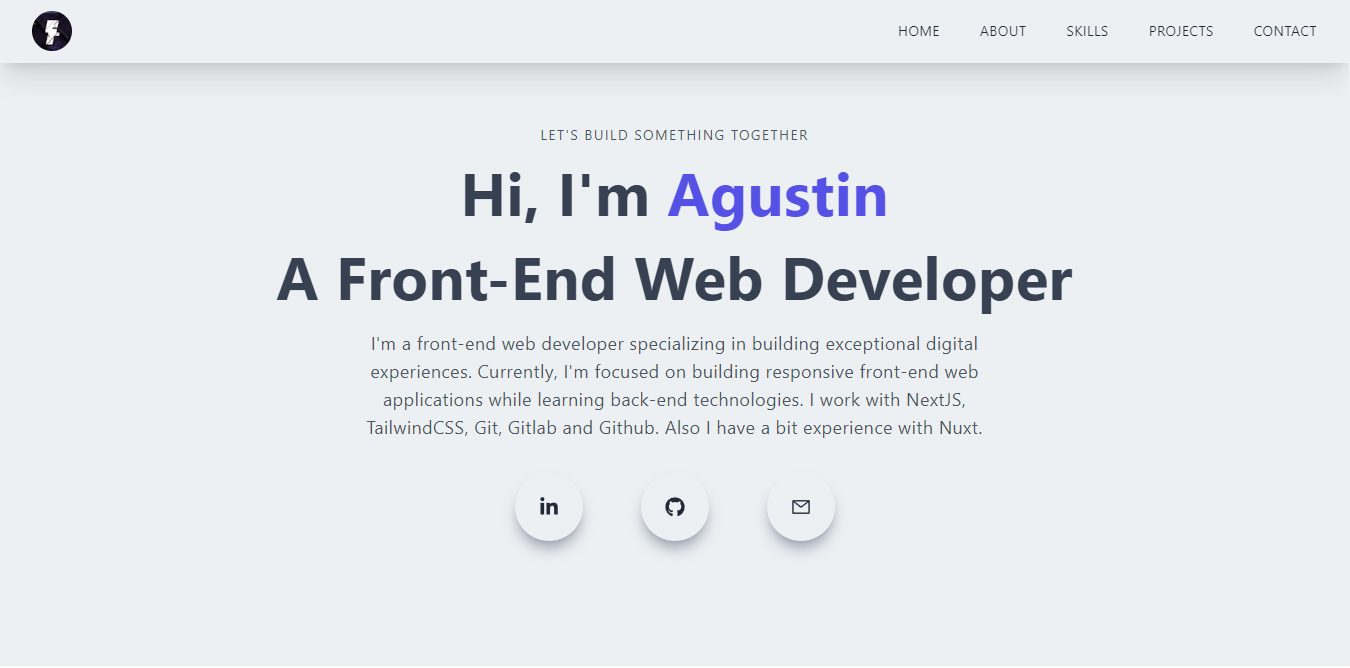 HOME ABOUT SKILLS PROJECTS CONTACT
LET'S BUILD SOMETHING TOGETHER
Hi, I'm Agustin
A Front-End Web Developer
I'm a front-end web developer specializing in building exceptional digital
experiences. Currently, I'm focused on building responsive front-end web
applications while learning back-end technologies. I work with NextJS,
TailwindCSS, Git, Gitlab and Github. Also I have a bit experience with Nuxt.
in